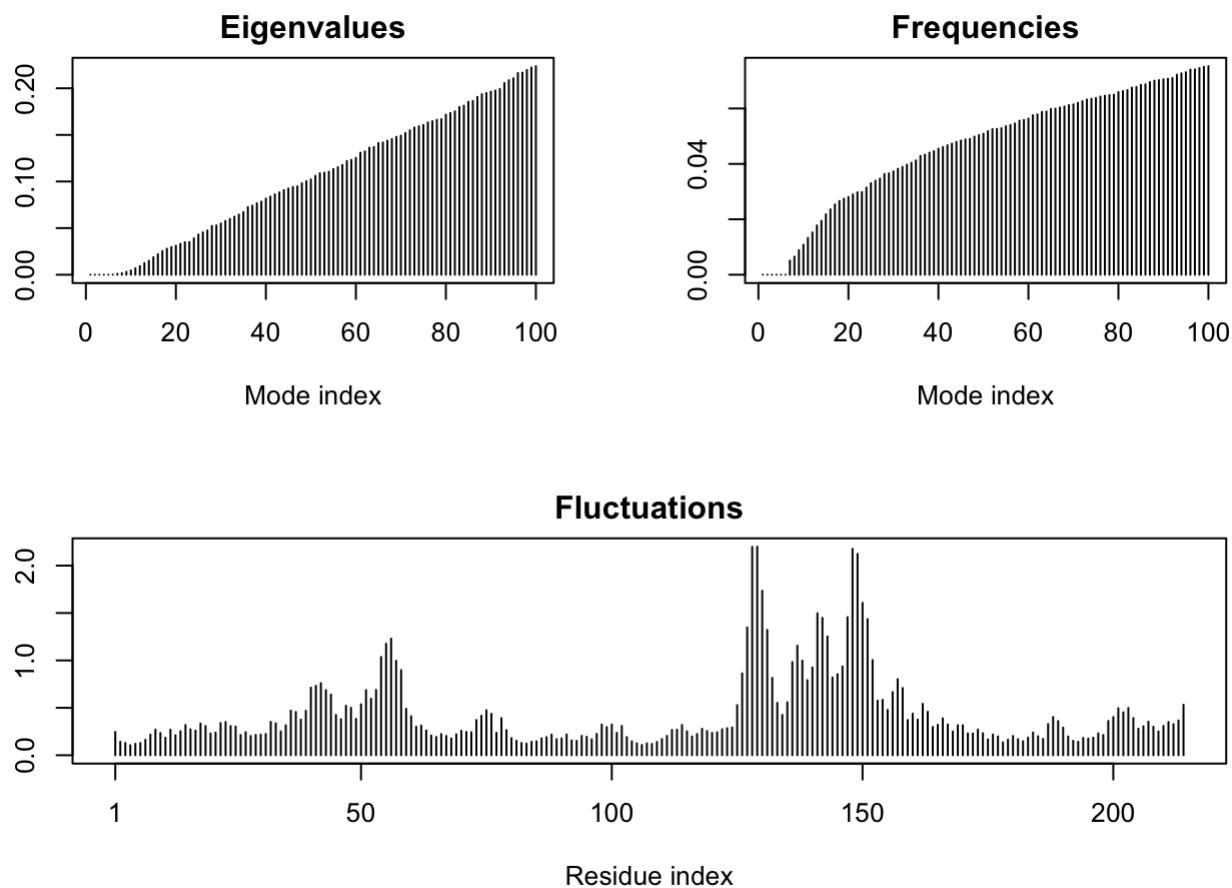 Eigenvalues
0.00 0.10 0.20
0 20 40 60 80 100
Mode index
Frequencies
0.00 0.04
0 20 40 60 80 100
Mode index
Fluctuations
0.0 1.0 2.0
1 50 100 150 200
Residue index